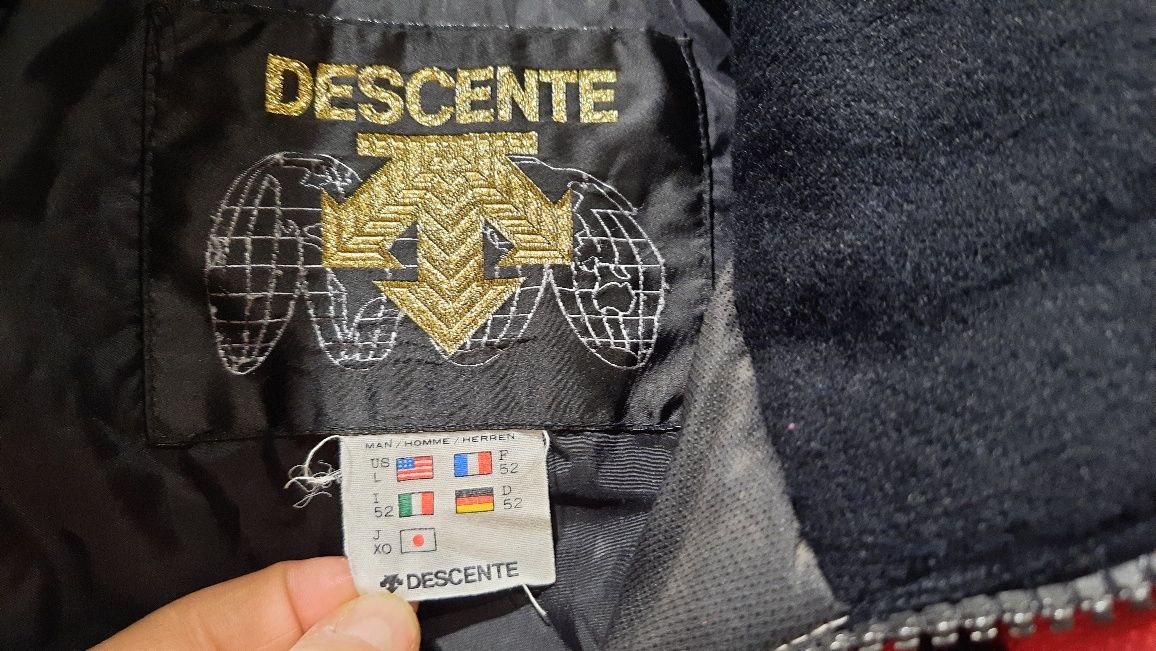 DESCENTE
MAN / HOMME / HERREN
US L F 52
I 52 D 52
J XO
DESCENTE